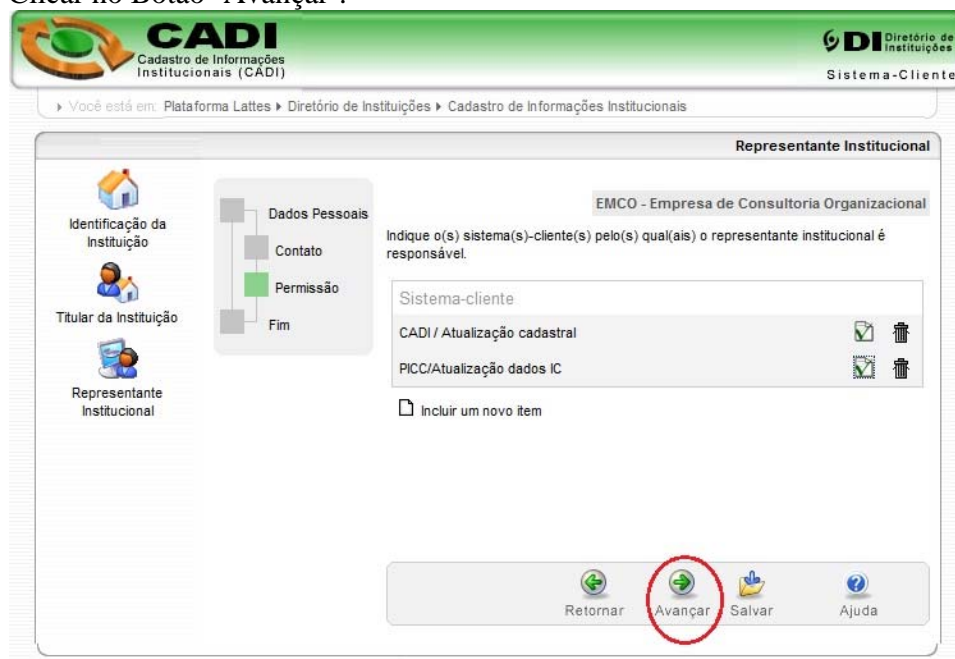 Clicar no Botão "Avançar".
CADI
Cadastro de Informações
Institucionais (CADI)
DI Diretório de
Instituições
Sistema-Cliente
Você está em: Plataforma Lattes Diretório de Instituições Cadastro de Informações Institucionais
Representante Institucional
Identificação da
Instituição
Titular da Instituição
Representante
Institucional
Dados Pessoais
Contato
Permissão
Fim
EMCO - Empresa de Consultoria Organizacional
Indique o(s) sistema(s)-cliente(s) pelo(s) qual(ais) o representante institucional é
responsável.
Sistema-cliente
CADI / Atualização cadastral
PICC/Atualização dados IC
Incluir um novo item
Retornar
Avançar
Salvar
Ajuda